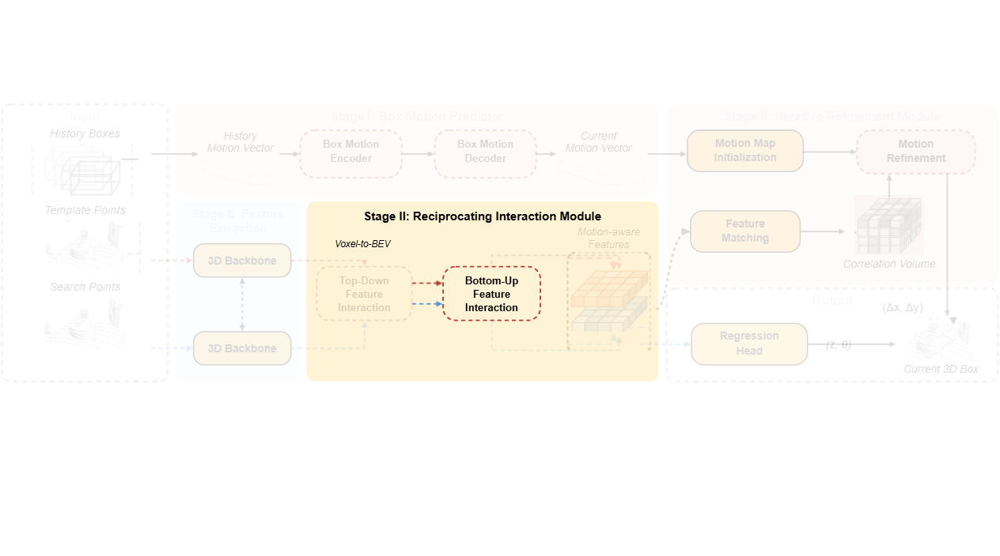 Input
History Boxes
Template Points
Search Points
Stage I: Box Motion Predictor
History
Motion Vector
Box Motion
Encoder
Box Motion
Decoder
Current
Motion Vector
Stage II: Feature
Extraction
3D Backbone
3D Backbone
Stage II: Reciprocating Interaction Module
Voxel-to-BEV
Top-Down
Feature
Interaction
Bottom-Up
Feature
Interaction
Motion-aware
Features
Stage II: Iterative Refinement Module
Motion Map
Initialization
Motion
Refinement
Feature
Matching
Correlation Volume
Output
(Δx, Δy)
Regression
Head
(z, θ)
Current 3D Box